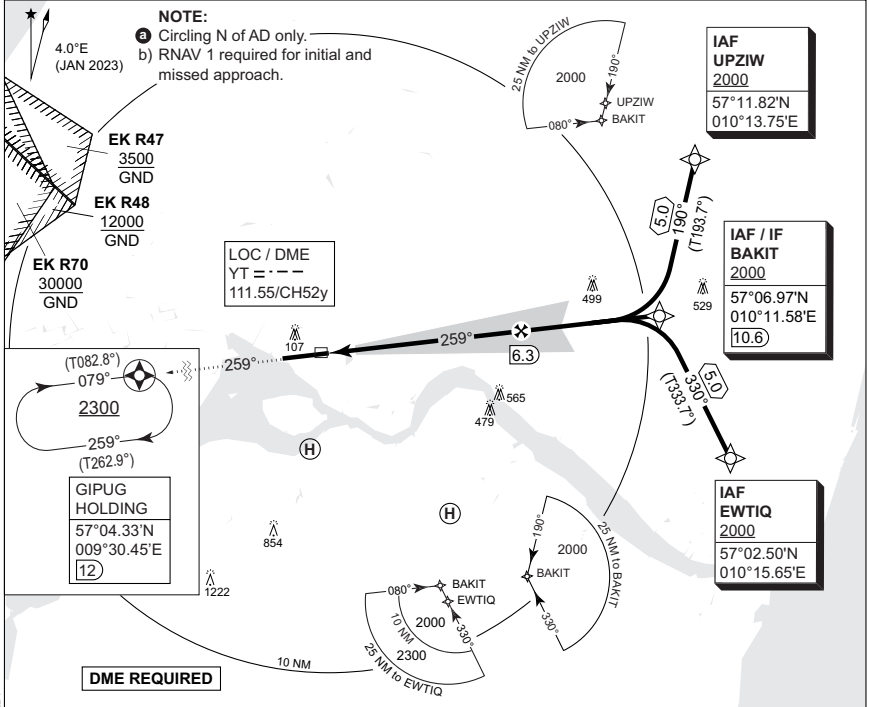 NOTE:
a Circling N of AD only.
b) RNAV 1 required for initial and
missed approach.
4.0°E
(JAN 2023)
EK R47
3500
GND
EK R48
12000
GND
EK R70
30000
GND
LOC / DME
YT
111.55/CH52y
25 NM to UPZIW
2000
190°
UPZIW
BAKIT
080°
IAF
UPZIW
2000
57°11.82'N
010°13.75'E
5.0
190°
(T193.7°)
IAF / IF
BAKIT
2000
57°06.97'N
010°11.58'E
10.6
499
529
107
259°
6.3
259°
5.0
330°
(T333.7°)
(T082.8°)
079°
2300
259°
(T262.9°)
GIPUG
HOLDING
57°04.33'N
009°30.45'E
12
565
479
H
H
854
1222
IAF
EWTIQ
2000
57°02.50'N
010°15.65'E
190°
2000
BAKIT
330°
25 NM to BAKIT
080°
BAKIT
EWTIQ
2000
10 NM
330°
2300
25 NM to EWTIQ
10 NM
DME REQUIRED